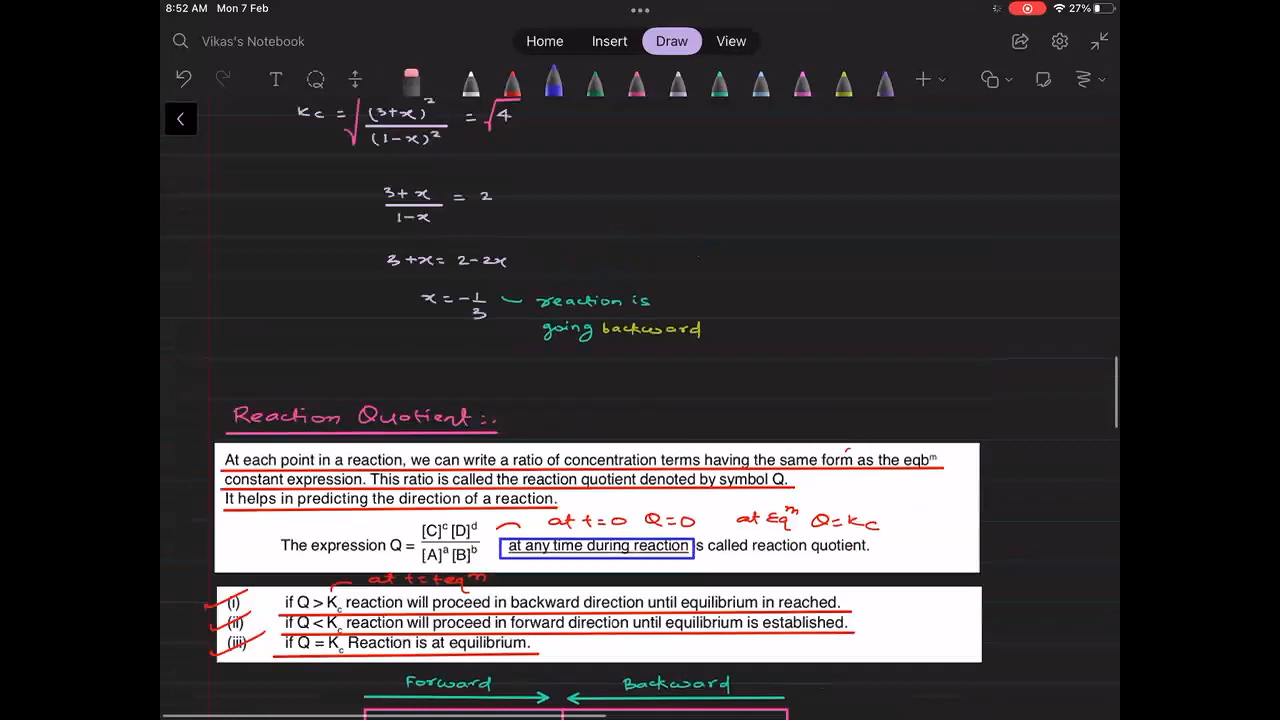 8:52 AM Mon 7 Feb
27%
Vikas's Notebook
Home Insert Draw View
Kc = √(3+x)² / (1-x)² = √4
3+x / 1-x = 2
3+x = 2-2x
x = -1/3 reaction is
going backward
Reaction Quotient:.
At each point in a reaction, we can write a ratio of concentration terms having the same form as the eqbᵐ
constant expression. This ratio is called the reaction quotient denoted by symbol Q.
It helps in predicting the direction of a reaction.
at t=0 Q=0 at Eqᵐ Q=Kc
The expression Q = [C]ᶜ [D]ᵈ / [A]ᵃ [B]ᵇ at any time during reaction is called reaction quotient.
at t=teqᵐ
(i) if Q > Kc reaction will proceed in backward direction until equilibrium in reached.
(ii) if Q < Kc reaction will proceed in forward direction until equilibrium is established.
(iii) if Q = Kc Reaction is at equilibrium.
Forward Backward